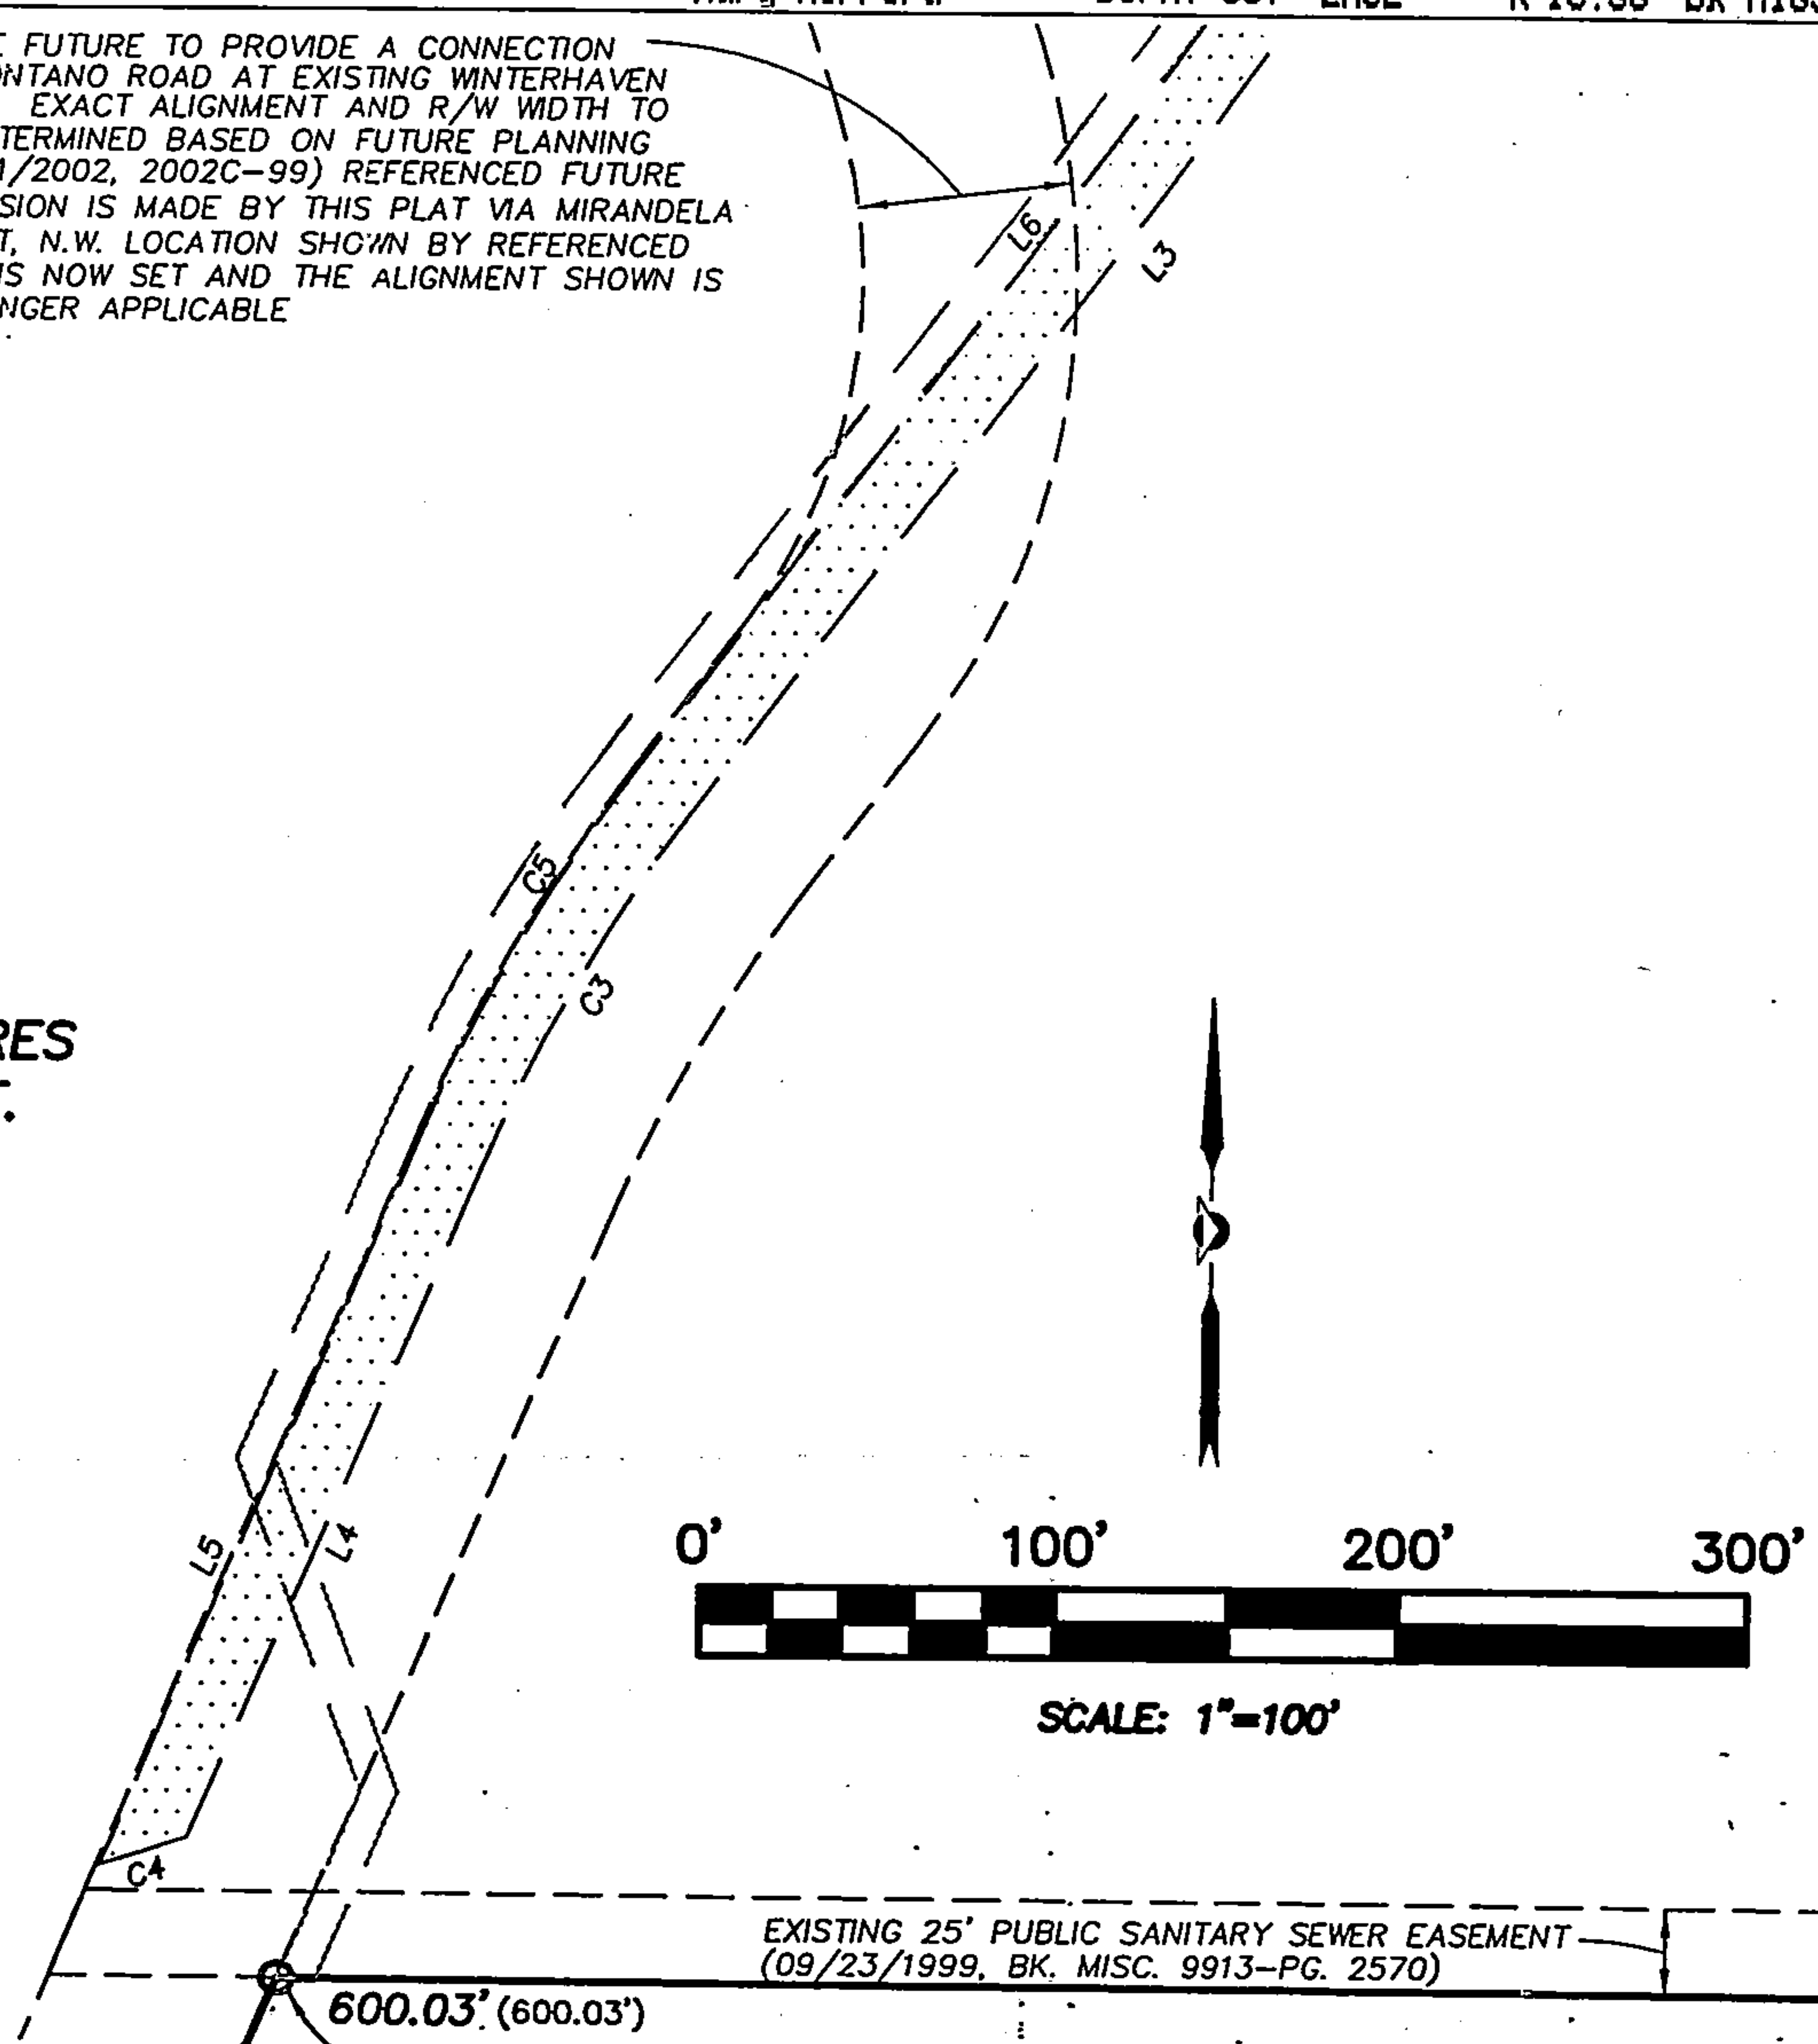 FUTURE TO PROVIDE A CONNECTION
NTANO ROAD AT EXISTING WINTERHAVEN
EXACT ALIGNMENT AND R/W WIDTH TO
TERMINED BASED ON FUTURE PLANNING
1/2002, 2002C-99) REFERENCED FUTURE
SION IS MADE BY THIS PLAT VIA MIRANDELA
T, N.W. LOCATION SHOWN BY REFERENCED
IS NOW SET AND THE ALIGNMENT SHOWN IS
NGER APPLICABLE
L6
L3
C5
C3
RES
L5
L4
0' 100' 200' 300'
SCALE: 1"=100'
C4
EXISTING 25' PUBLIC SANITARY SEWER EASEMENT
(09/23/1999, BK. MISC. 9913-PG. 2570)
600.03' (600.03')